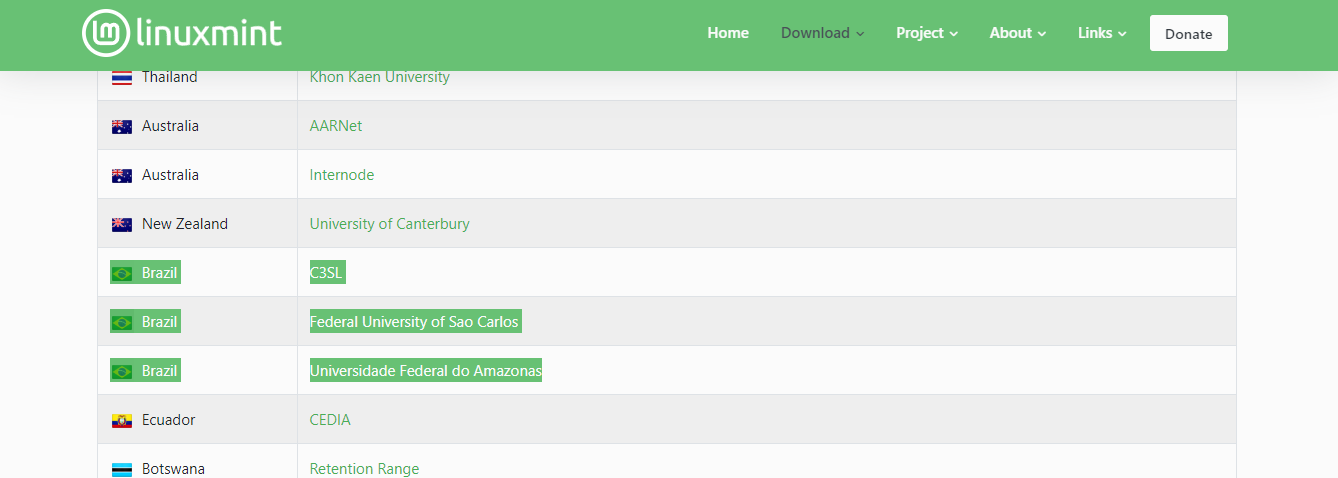 linuxmint Home Download Project About Links Donate
Thailand Khon Kaen University
Australia AARNet
Australia Internode
New Zealand University of Canterbury
Brazil C3SL
Brazil Federal University of Sao Carlos
Brazil Universidade Federal do Amazonas
Ecuador CEDIA
Botswana Retention Range